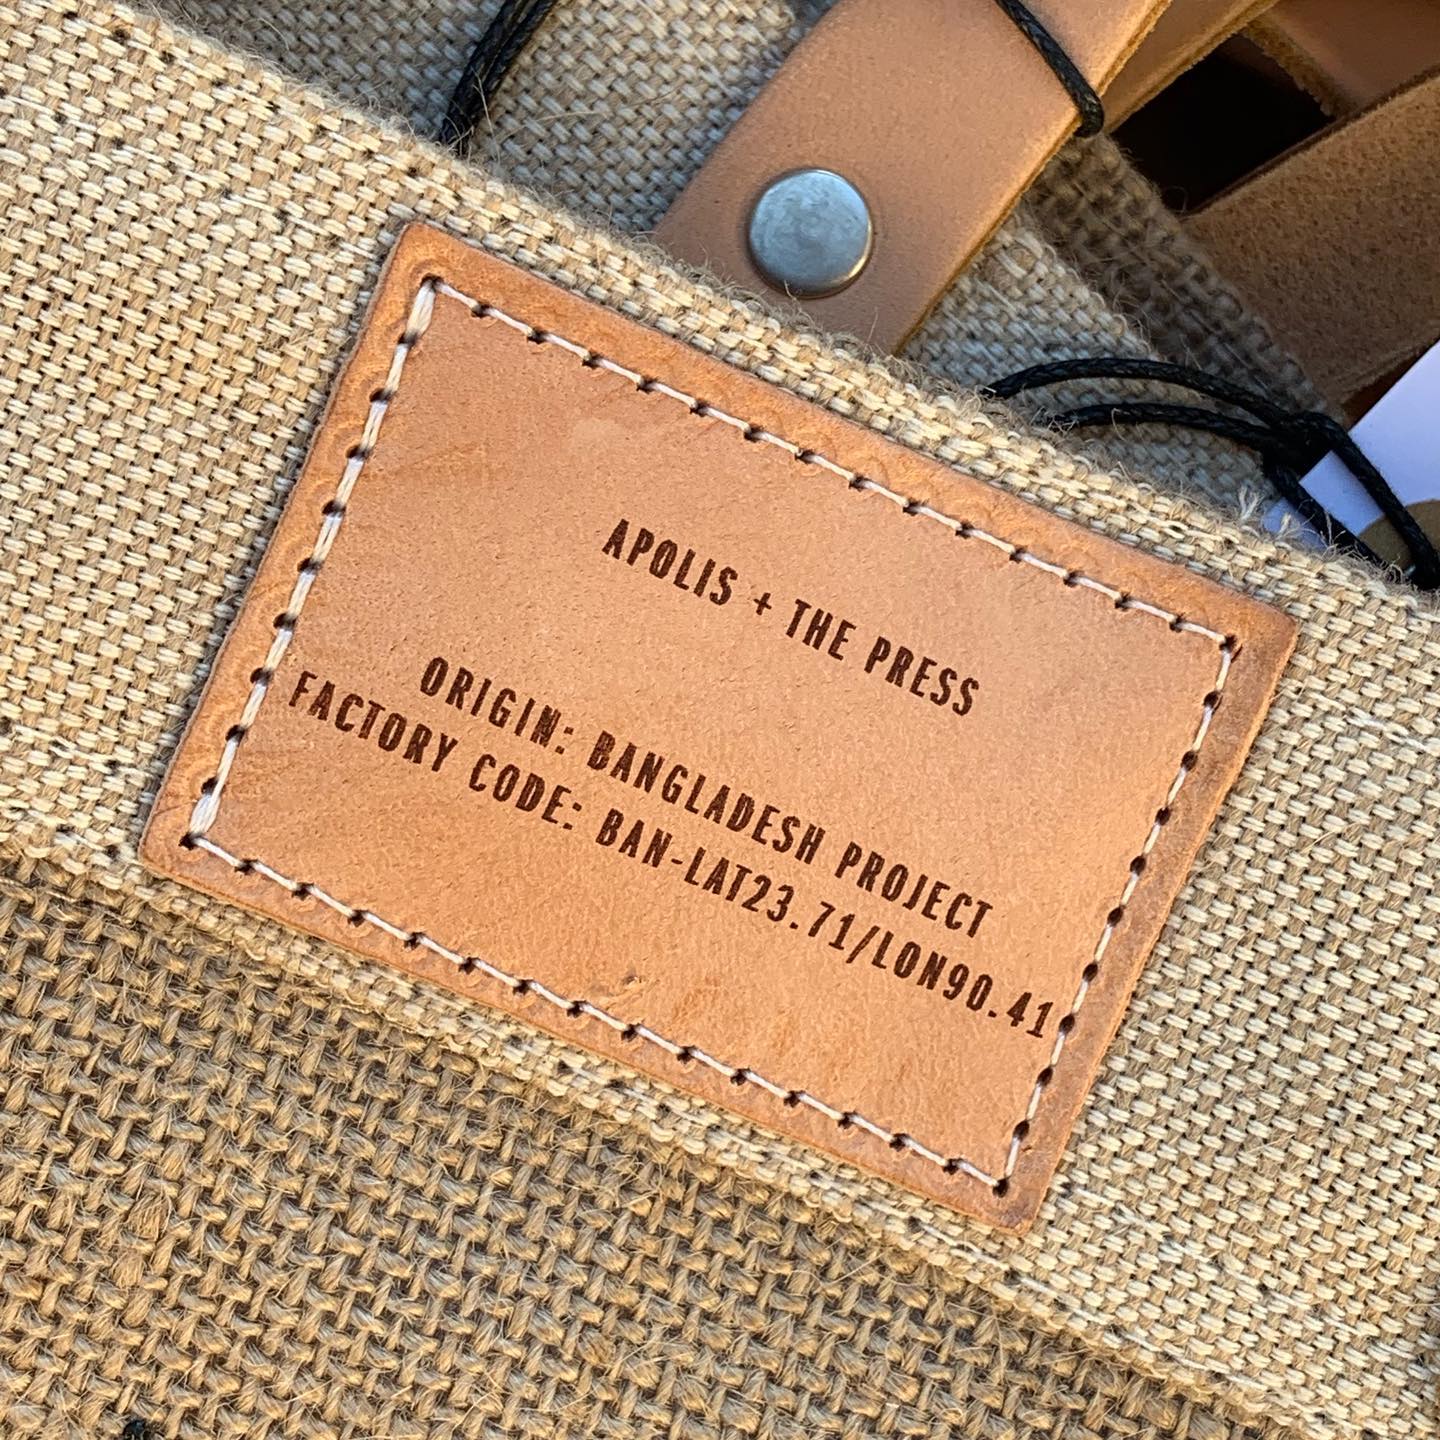 APOLIS + THE PRESS
ORIGIN: BANGLADESH PROJECT
FACTORY CODE: BAN-LAT23.71/LON90.41